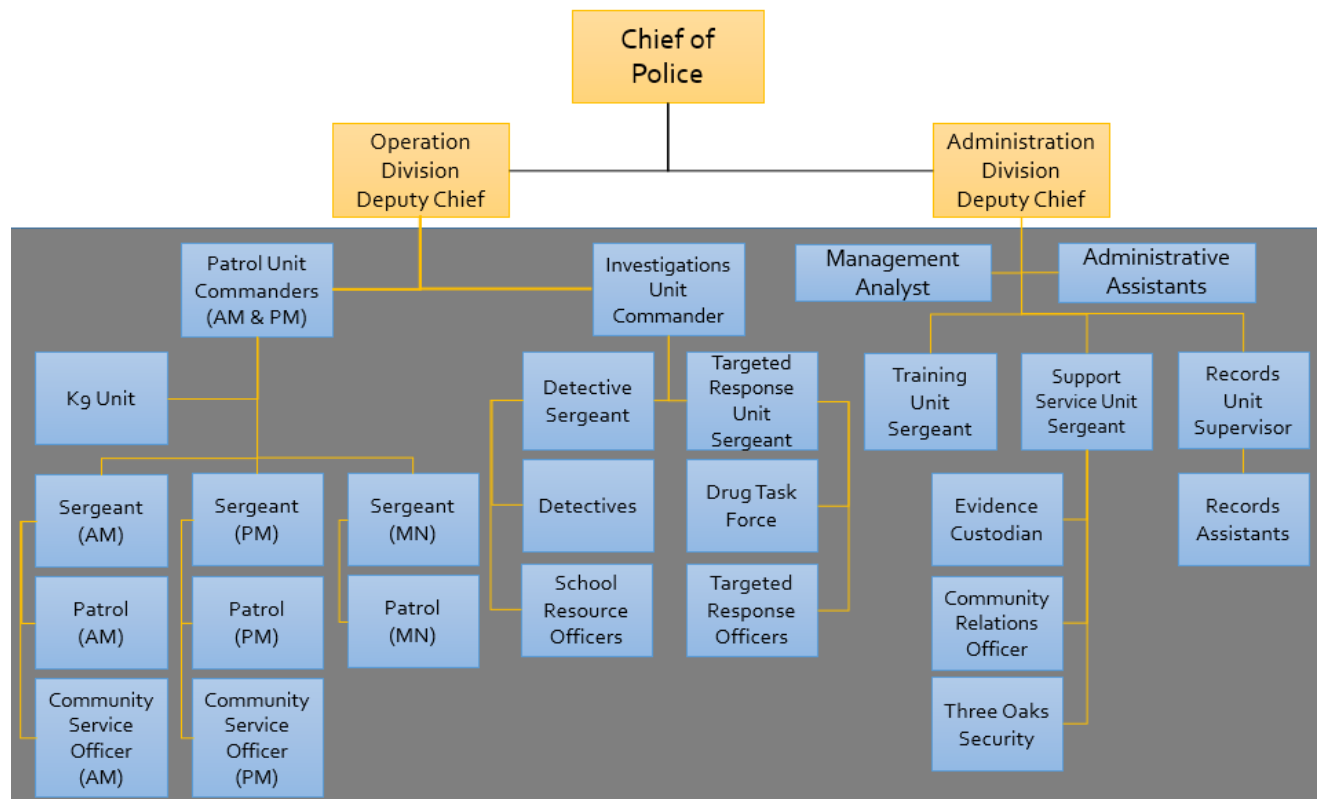 Chief of
Police
Operation
Division
Deputy Chief
Administration
Division
Deputy Chief
Patrol Unit
Commanders
(AM & PM)
Investigations
Unit
Commander
Management
Analyst
Administrative
Assistants
K9 Unit
Detective
Sergeant
Targeted
Response
Unit
Sergeant
Training
Unit
Sergeant
Support
Service Unit
Sergeant
Records
Unit
Supervisor
Sergeant
(AM)
Sergeant
(PM)
Sergeant
(MN)
Detectives
Drug Task
Force
Evidence
Custodian
Records
Assistants
Patrol
(AM)
Patrol
(PM)
Patrol
(MN)
School
Resource
Officers
Targeted
Response
Officers
Community
Relations
Officer
Community
Service
Officer
(AM)
Community
Service
Officer
(PM)
Three Oaks
Security